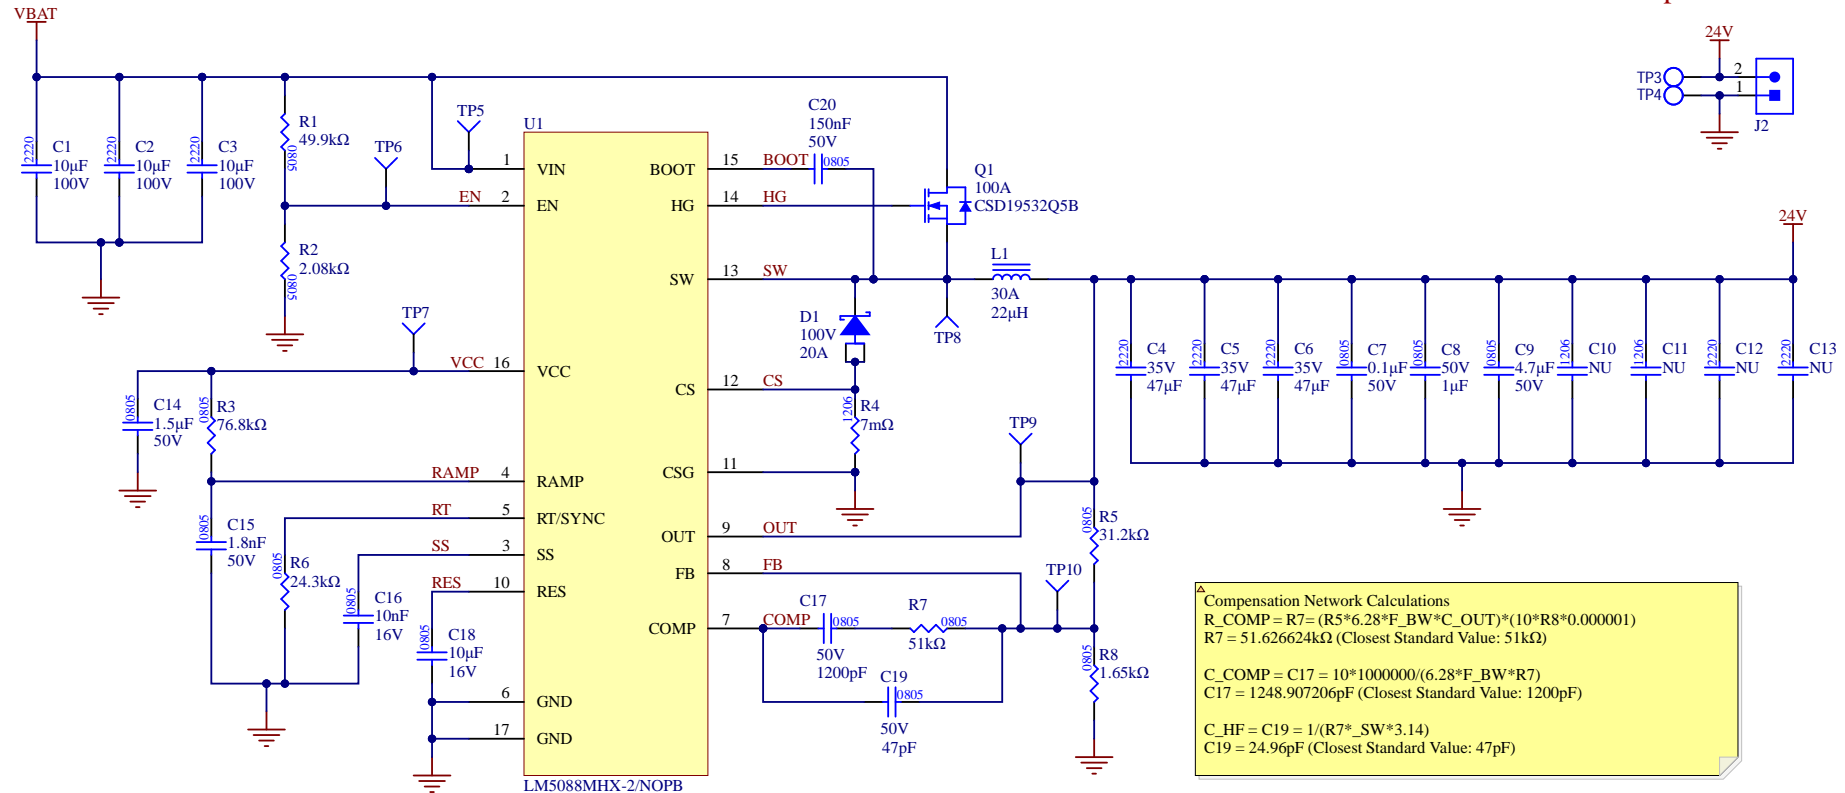 VBAT
24V
TP3
TP4
2
1
J2
C1
10µF
100V
2220
C2
10µF
100V
2220
C3
10µF
100V
2220
R1
49.9kΩ
0805
R2
2.08kΩ
0805
TP5
TP6
EN
TP7
VCC
U1
1
VIN
2
EN
16
VCC
4
RAMP
5
RT/SYNC
3
SS
10
RES
6
GND
17
GND
15
BOOT
14
HG
13
SW
12
CS
11
CSG
9
OUT
8
FB
7
COMP
LM5088MHX-2/NOPB
BOOT
HG
SW
CS
OUT
FB
COMP
C20
150nF
50V
0805
Q1
100A
CSD19532Q5B
L1
30A
22µH
TP8
D1
100V
20A
R4
7mΩ
1206
24V
C4
35V
47µF
2220
C5
35V
47µF
2220
C6
35V
47µF
2220
C7
0.1µF
50V
0805
C8
50V
1µF
0805
C9
4.7µF
50V
0805
C10
NU
1206
C11
NU
1206
C12
NU
2220
C13
NU
2220
TP9
R5
31.2kΩ
0805
TP10
R8
1.65kΩ
0805
C17
0805
50V
1200pF
R7
0805
51kΩ
C19
0805
50V
47pF
C14
1.5µF
50V
0805
R3
76.8kΩ
0805
RAMP
C15
1.8nF
50V
0805
RT
R6
24.3kΩ
0805
SS
C16
10nF
16V
0805
RES
C18
10µF
16V
0805
Compensation Network Calculations
R_COMP = R7= (R5*6.28*F_BW*C_OUT)*(10*R8*0.000001)
R7 = 51.626624kΩ (Closest Standard Value: 51kΩ)
C_COMP = C17 = 10*1000000/(6.28*F_BW*R7)
C17 = 1248.907206pF (Closest Standard Value: 1200pF)
C_HF = C19 = 1/(R7*_SW*3.14)
C19 = 24.96pF (Closest Standard Value: 47pF)